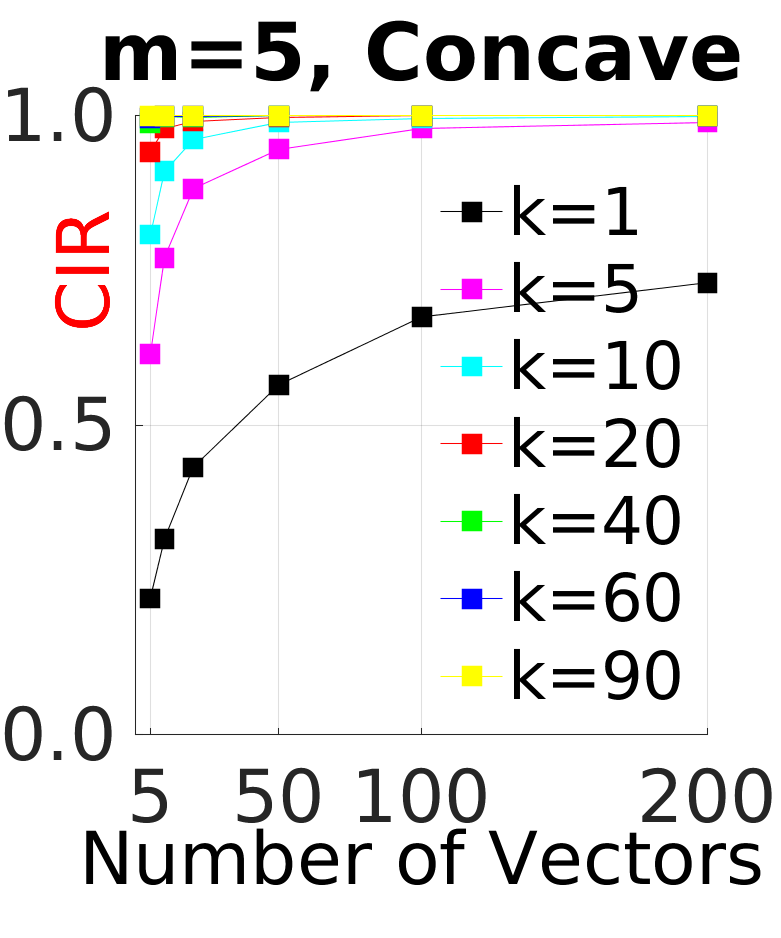 m=5, Concave
1.0
CIR
0.5
0.0
k=1
k=5
k=10
k=20
k=40
k=60
k=90
5 50 100 200
Number of Vectors